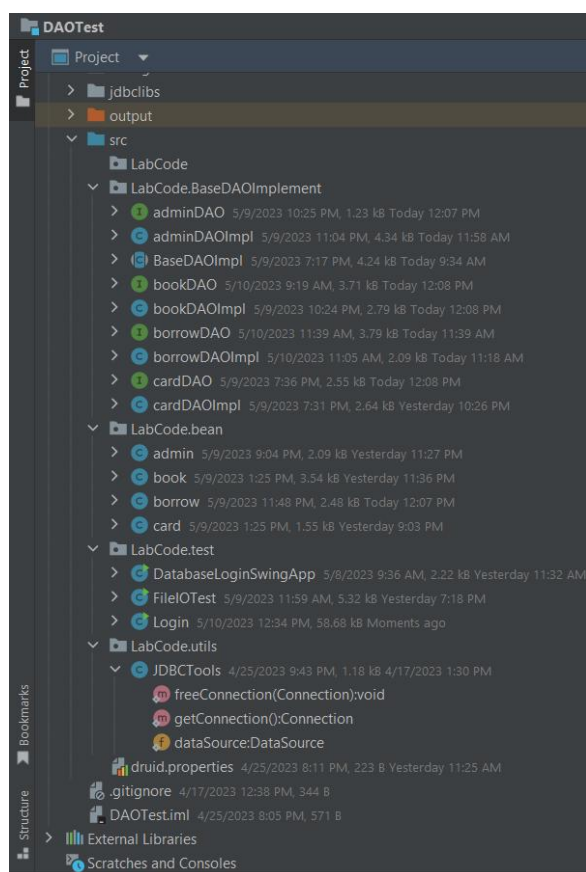 DAOTest
Project
Project
jdbclibs
output
src
LabCode
LabCode.BaseDAOImplement
adminDAO 5/9/2023 10:25 PM, 1.23 kB Today 12:07 PM
adminDAOImpl 5/9/2023 11:04 PM, 4.34 kB Today 11:58 AM
BaseDAOImpl 5/9/2023 7:17 PM, 4.24 kB Today 9:34 AM
bookDAO 5/10/2023 9:19 AM, 3.71 kB Today 12:08 PM
bookDAOImpl 5/9/2023 10:24 PM, 2.79 kB Today 12:08 PM
borrowDAO 5/10/2023 11:39 AM, 3.79 kB Today 11:39 AM
borrowDAOImpl 5/10/2023 11:05 AM, 2.09 kB Today 11:18 AM
cardDAO 5/9/2023 7:36 PM, 2.55 kB Today 12:08 PM
cardDAOImpl 5/9/2023 7:31 PM, 2.64 kB Yesterday 10:26 PM
LabCode.bean
admin 5/9/2023 9:04 PM, 2.09 kB Yesterday 11:27 PM
book 5/9/2023 1:25 PM, 3.54 kB Yesterday 11:36 PM
borrow 5/9/2023 11:48 PM, 2.48 kB Today 12:07 PM
card 5/9/2023 1:25 PM, 1.55 kB Yesterday 9:03 PM
LabCode.test
DatabaseLoginSwingApp 5/8/2023 9:36 AM, 2.22 kB Yesterday 11:32 AM
FileIOTest 5/9/2023 11:59 AM, 5.32 kB Yesterday 7:18 PM
Login 5/10/2023 12:34 PM, 58.68 kB Moments ago
LabCode.utils
JDBCTools 4/25/2023 9:43 PM, 1.18 kB 4/17/2023 1:30 PM
freeConnection(Connection):void
getConnection():Connection
dataSource:DataSource
druid.properties 4/25/2023 8:11 PM, 223 B Yesterday 11:25 AM
.gitignore 4/17/2023 12:38 PM, 344 B
DAOTest.iml 4/25/2023 8:05 PM, 571 B
External Libraries
Scratches and Consoles
Bookmarks
Structure